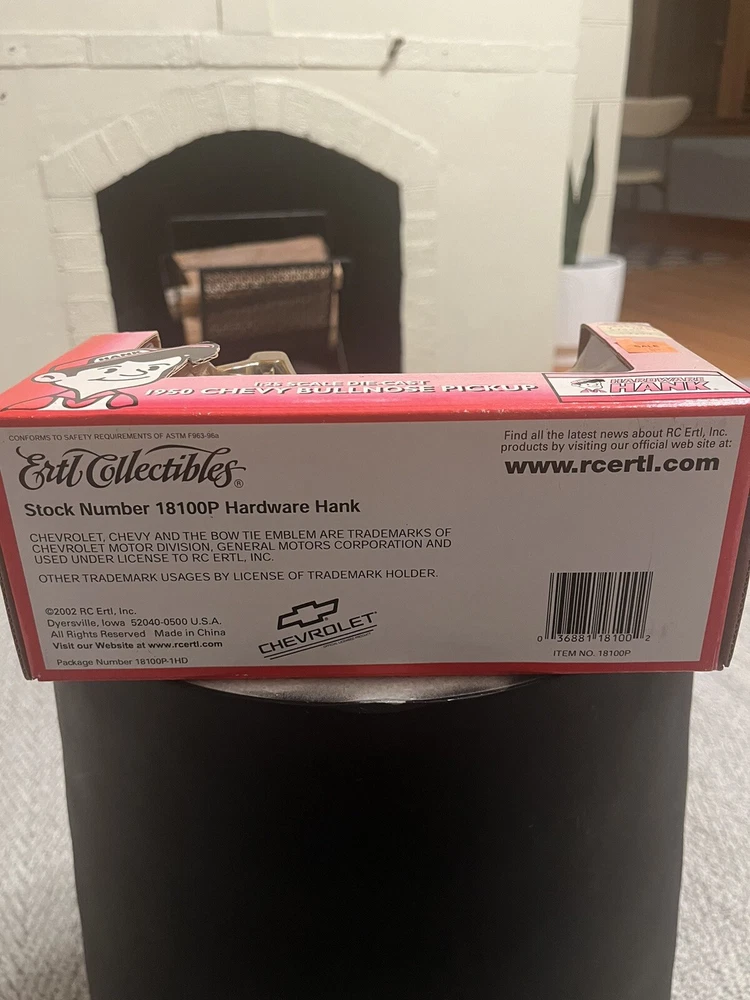 HANK
1:25 SCALE DIE-CAST
1950 CHEVY BULLNOSE PICKUP
HARDWARE
HANK
SALE
CONFORMS TO SAFETY REQUIREMENTS OF ASTM F963-96a
Ertl Collectibles®
Stock Number 18100P Hardware Hank
CHEVROLET, CHEVY AND THE BOW TIE EMBLEM ARE TRADEMARKS OF
CHEVROLET MOTOR DIVISION, GENERAL MOTORS CORPORATION AND
USED UNDER LICENSE TO RC ERTL, INC.
OTHER TRADEMARK USAGES BY LICENSE OF TRADEMARK HOLDER.
©2002 RC Ertl, Inc.
Dyersville, Iowa 52040-0500 U.S.A.
All Rights Reserved Made in China
Visit our Website at www.rcertl.com
Package Number 18100P-1HD
CHEVROLET
Find all the latest news about RC Ertl, Inc.
products by visiting our official web site at:
www.rcertl.com
0 36881 18100 2
ITEM NO. 18100P